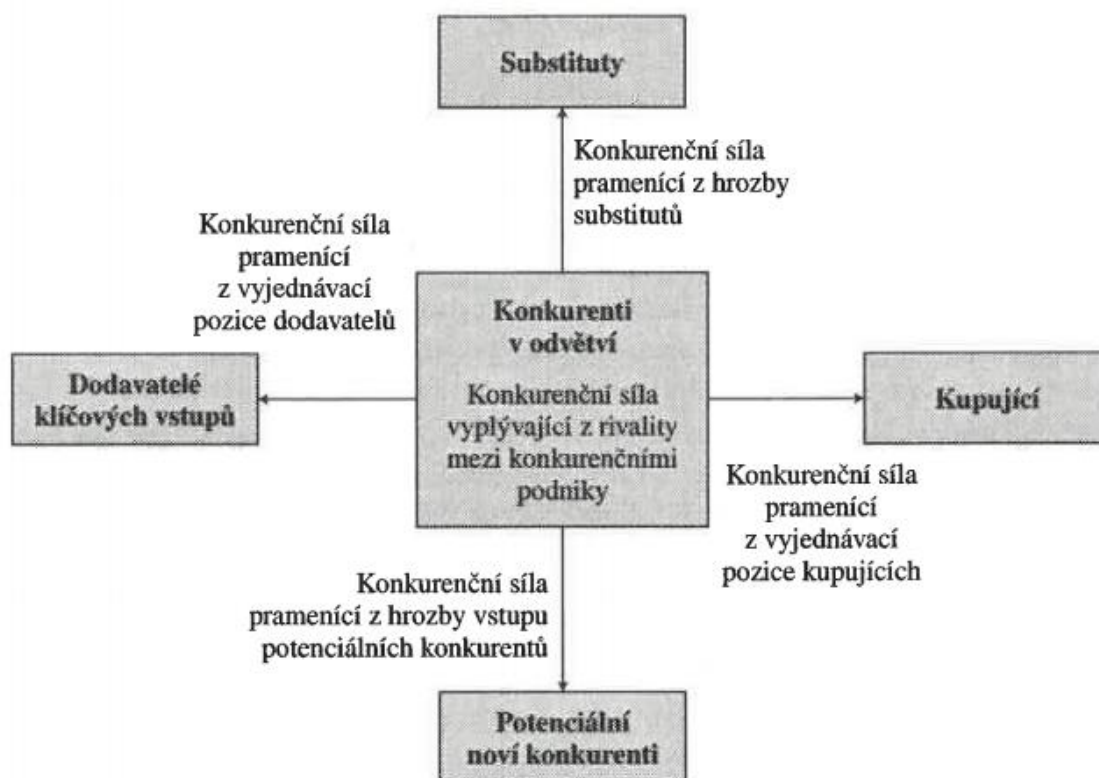 Substituty
Konkurenční síla
pramenící z hrozby
substitutů
Konkurenční síla
pramenící
z vyjednávací
pozice dodavatelů
Konkurenti
v odvětví
Konkurenční síla
vyplývající z rivality
mezi konkurenčními
podniky
Dodavatelé
klíčových vstupů
Kupující
Konkurenční síla
pramenící
z vyjednávací
pozice kupujících
Konkurenční síla
pramenící z hrozby vstupu
potenciálních konkurentů
Potenciální
noví konkurenti